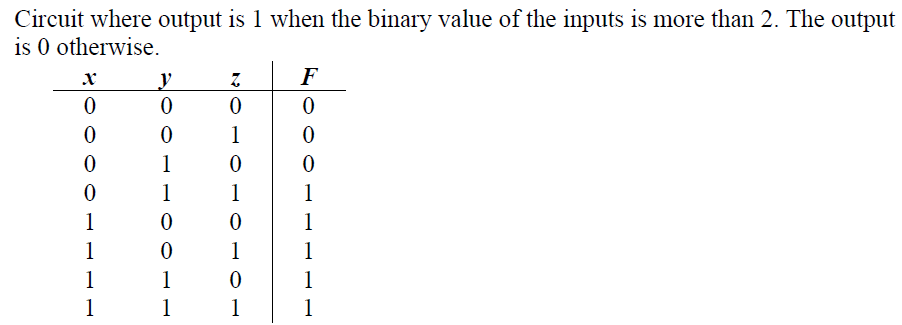 Circuit where output is 1 when the binary value of the inputs is more than 2. The output
is 0 otherwise.
x y z F
0 0 0 0
0 0 1 0
0 1 0 0
0 1 1 1
1 0 0 1
1 0 1 1
1 1 0 1
1 1 1 1